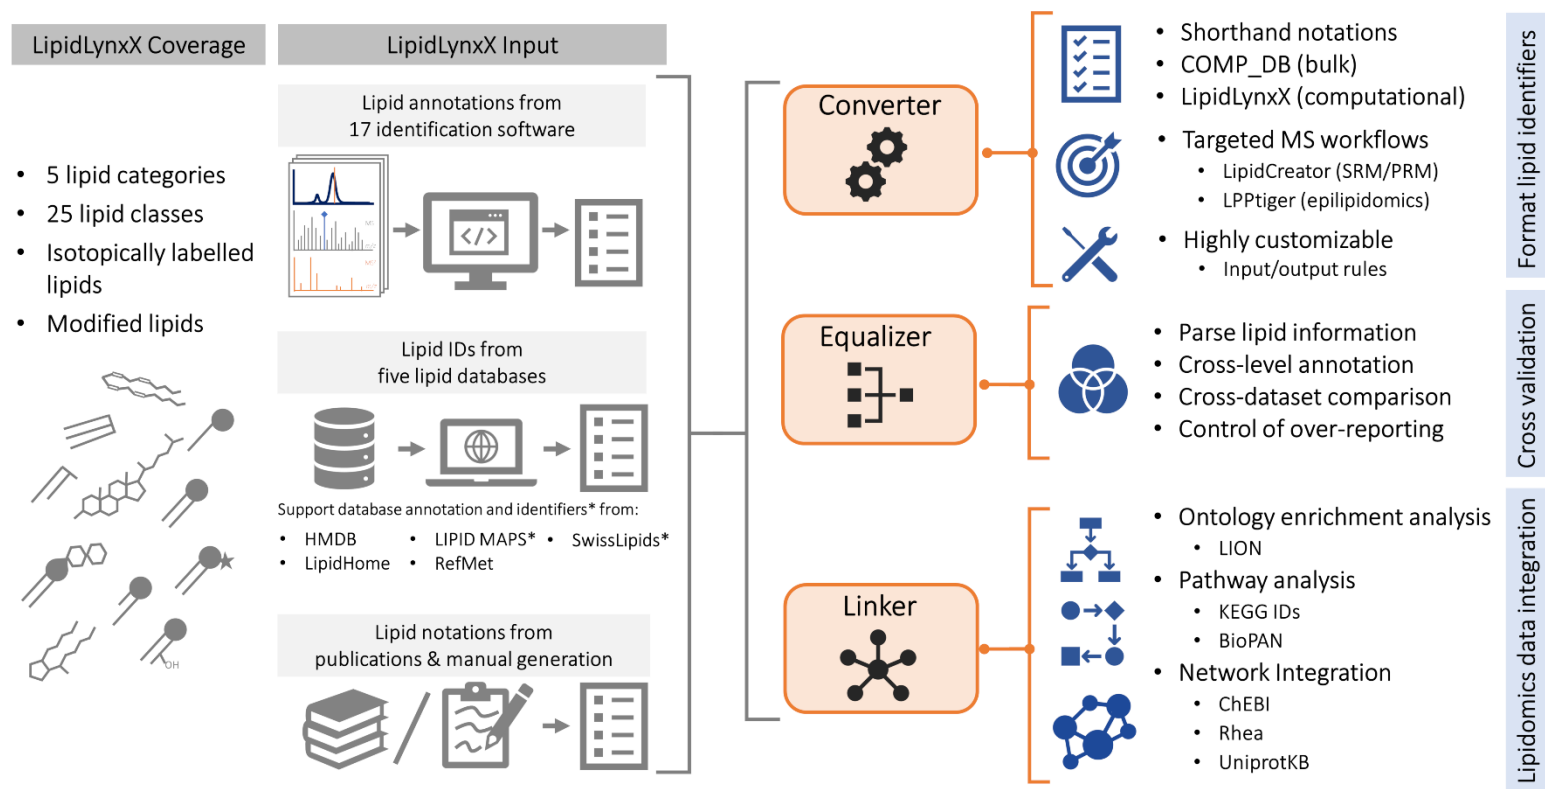 LipidLynxX Coverage
• 5 lipid categories
• 25 lipid classes
• Isotopically labelled
lipids
• Modified lipids
OH
LipidLynxX Input
Lipid annotations from
17 identification software
</>
Lipid IDs from
five lipid databases
Support database annotation and identifiers* from:
• HMDB • LIPID MAPS* • SwissLipids*
• LipidHome • RefMet
Lipid notations from
publications & manual generation
Converter
• Shorthand notations
• COMP_DB (bulk)
• LipidLynxX (computational)
• Targeted MS workflows
• LipidCreator (SRM/PRM)
• LPPtiger (epilipidomics)
• Highly customizable
• Input/output rules
Format lipid identifiers
Equalizer
• Parse lipid information
• Cross-level annotation
• Cross-dataset comparison
• Control of over-reporting
Cross validation
Linker
• Ontology enrichment analysis
• LION
• Pathway analysis
• KEGG IDs
• BioPAN
• Network Integration
• ChEBI
• Rhea
• UniprotKB
Lipidomics data integration